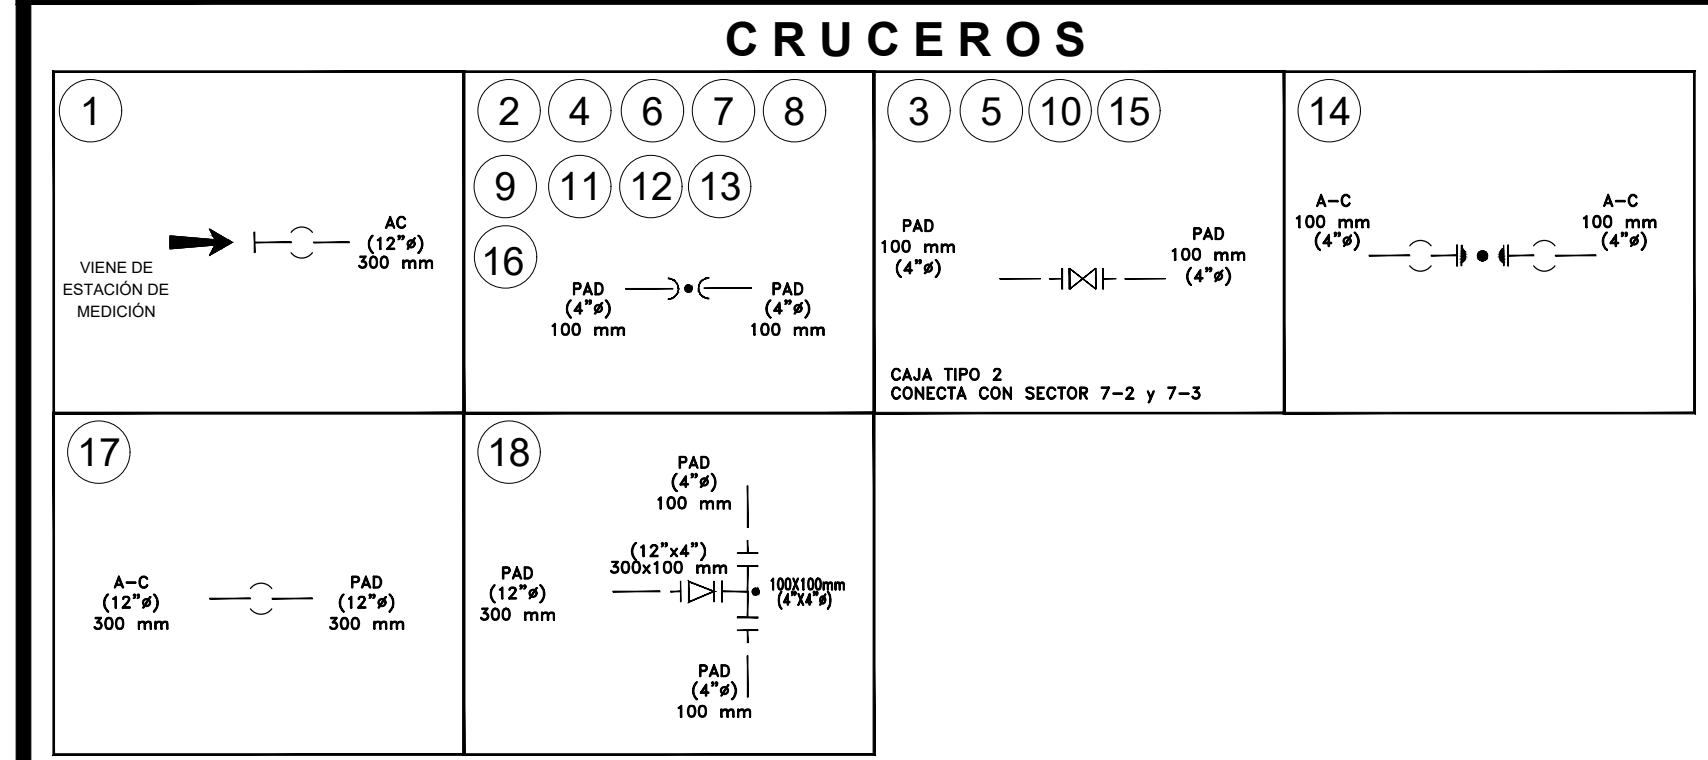 CRUCEROS
1
VIENE DE
ESTACIÓN DE
MEDICIÓN
AC
(12"ø)
300 mm
2 4 6 7 8
9 11 12 13
16
PAD
(4"ø)
100 mm
PAD
(4"ø)
100 mm
3 5 10 15
PAD
100 mm
(4"ø)
PAD
100 mm
(4"ø)
CAJA TIPO 2
CONECTA CON SECTOR 7-2 y 7-3
14
A-C
100 mm
(4"ø)
A-C
100 mm
(4"ø)
17
A-C
(12"ø)
300 mm
PAD
(12"ø)
300 mm
18
PAD
(4"ø)
100 mm
(12"x4")
300x100 mm
PAD
(12"ø)
300 mm
100X100mm
(4"X4"ø)
PAD
(4"ø)
100 mm